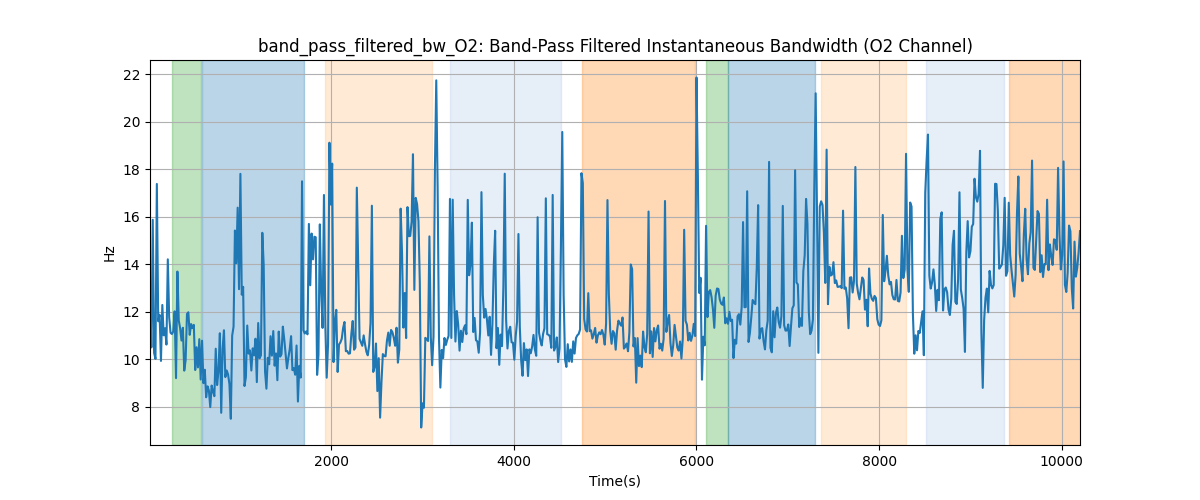 band_pass_filtered_bw_O2: Band-Pass Filtered Instantaneous Bandwidth (O2 Channel)
22
20
18
16
14
12
10
8
Hz
2000 4000 6000 8000 10000
Time(s)